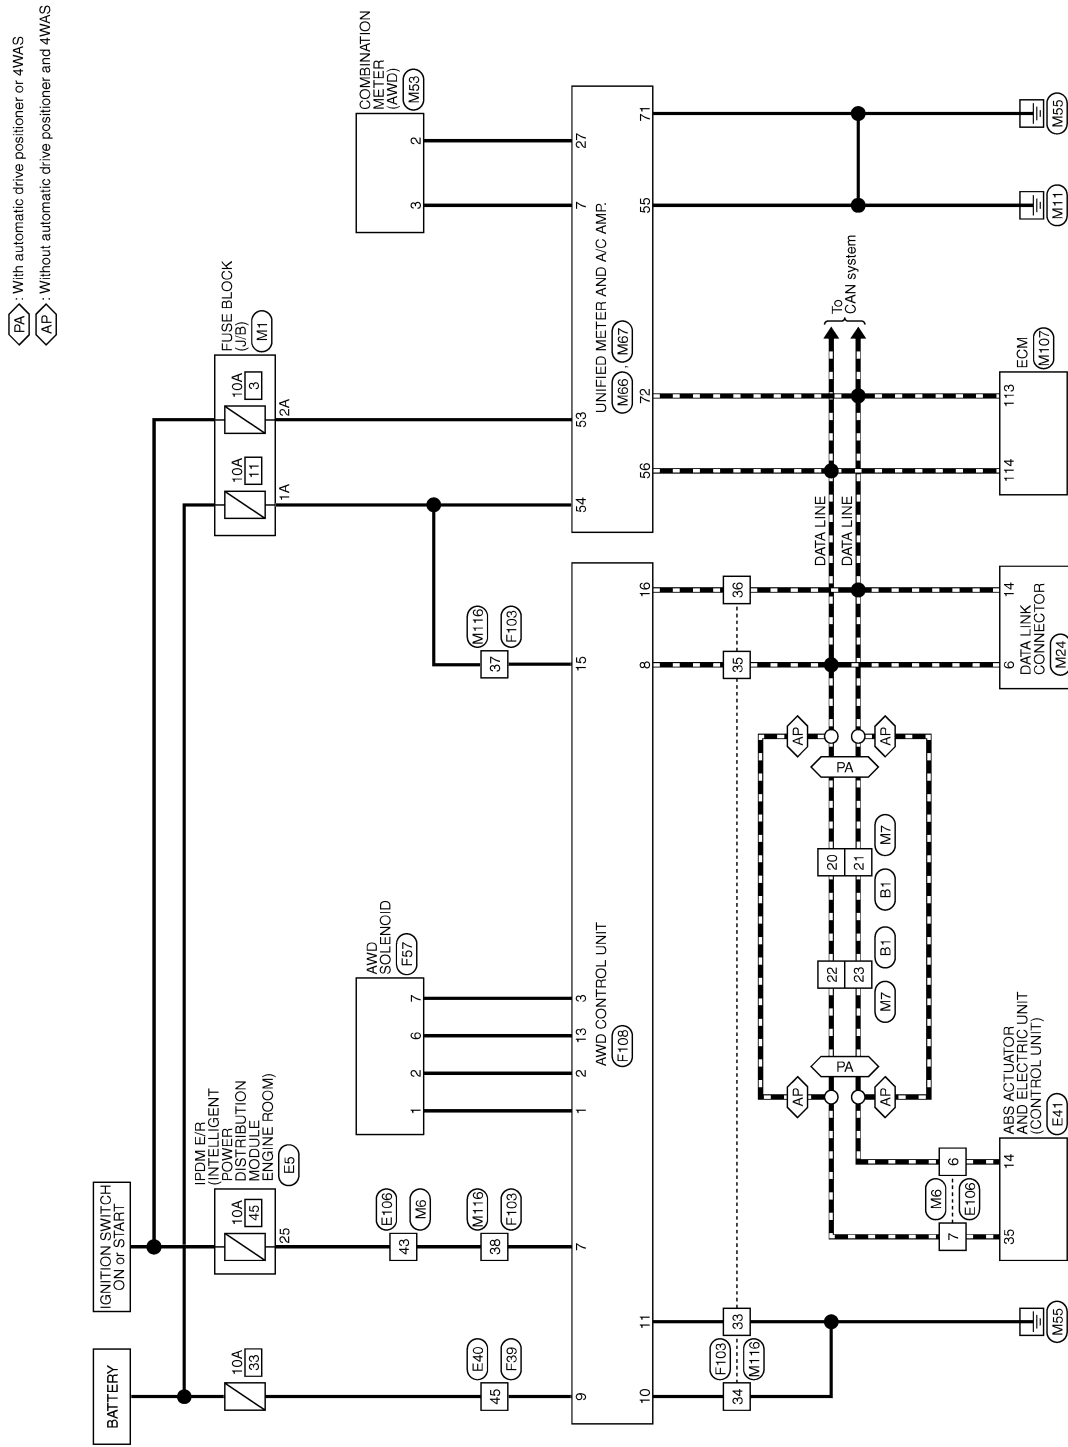 PA : With automatic drive positioner or 4WAS
AP : Without automatic drive positioner and 4WAS
BATTERY
IGNITION SWITCH
ON or START
10A
33
IPDM E/R
(INTELLIGENT
POWER
DISTRIBUTION
MODULE
ENGINE ROOM)
E5
10A
45
25
10A
11
1A
10A
3
2A
FUSE BLOCK
(J/B)
M1
E40
F39
45
E106
M6
43
M116
F103
38
AWD
SOLENOID
F57
1
2
6
7
M116
F103
37
COMBINATION
METER
(AWD)
M53
3
2
9
7
1
2
13
3
15
AWD CONTROL UNIT
F108
10
11
8
16
54
53
7
27
UNIFIED METER AND A/C AMP.
M66 , M67
56
72
55
71
34
33
F103
M116
35
36
DATA LINE
DATA LINE
To
CAN system
AP
AP
PA
22
23
M7
B1
20
21
B1
M7
PA
AP
AP
7
6
M6
E106
M55
35
14
ABS ACTUATOR
AND ELECTRIC UNIT
(CONTROL UNIT)
E41
6
14
DATA LINK
CONNECTOR
M24
114
113
ECM
M107
M11
M55